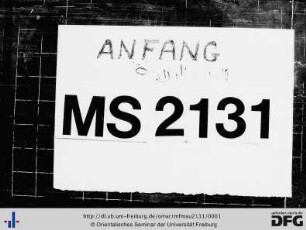 ANFANG
MS 2131
http://dl.ub.uni-freiburg.de/omar/mfmau2131/0001
© Orientalisches Seminar der Universität Freiburg
DFG